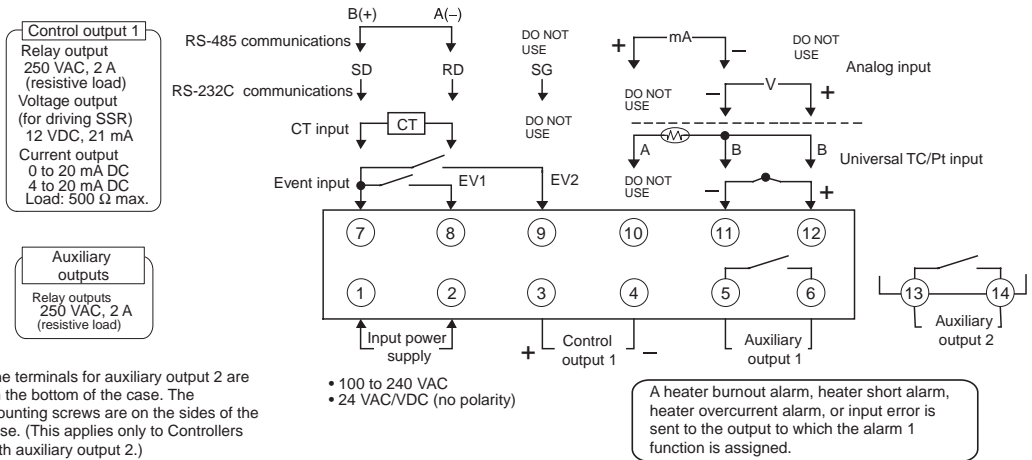 Control output 1
Relay output
250 VAC, 2 A
(resistive load)
Voltage output
(for driving SSR)
12 VDC, 21 mA
Current output
0 to 20 mA DC
4 to 20 mA DC
Load: 500 Ω max.
Auxiliary
outputs
Relay outputs
250 VAC, 2 A
(resistive load)
B(+) A(−)
RS-485 communications
DO NOT
USE
SD RD SG
RS-232C communications
CT input
CT
DO NOT
USE
Event input
EV1 EV2
+ mA −
DO NOT
USE
Analog input
DO NOT
USE
− V +
A B B
Universal TC/Pt input
DO NOT
USE
− +
7 8 9 10 11 12
1 2 3 4 5 6
13 14
Input power
supply
+ Control
output 1 −
Auxiliary
output 1
Auxiliary
output 2
• 100 to 240 VAC
• 24 VAC/VDC (no polarity)
A heater burnout alarm, heater short alarm,
heater overcurrent alarm, or input error is
sent to the output to which the alarm 1
function is assigned.
terminals for auxiliary output 2 are
the bottom of the case. The
screws are on the sides of the
(This applies only to Controllers
auxiliary output 2.)